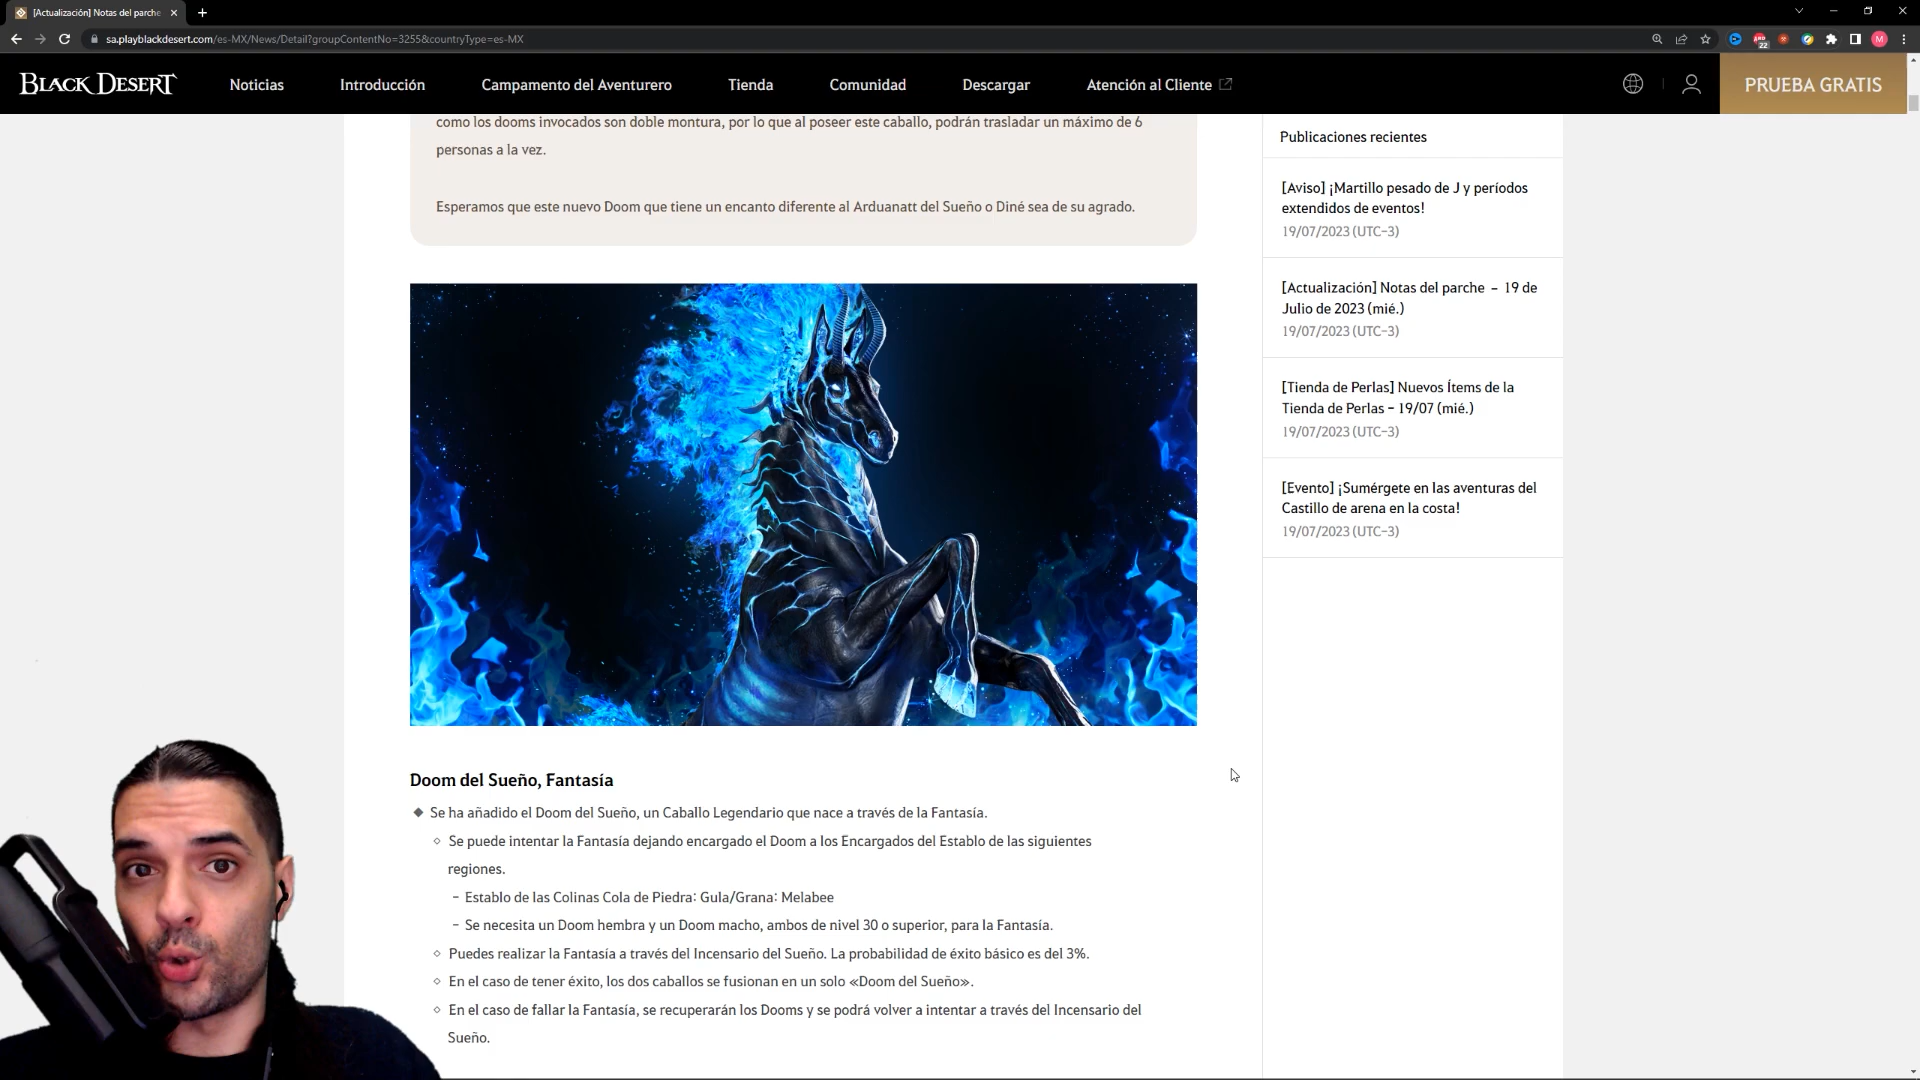 [Actualización] Notas del parche
sa.playblackdesert.com/es-MX/News/Detail?groupContentNo=3255&countryType=es-MX
22
M
BLACK DESERT
Noticias
Introducción
Campamento del Aventurero
Tienda
Comunidad
Descargar
Atención al Cliente
PRUEBA GRATIS
como los dooms invocados son doble montura, por lo que al poseer este caballo, podrán trasladar un máximo de 6
personas a la vez.
Esperamos que este nuevo Doom que tiene un encanto diferente al Arduanatt del Sueño o Diné sea de su agrado.
Doom del Sueño, Fantasía
Se ha añadido el Doom del Sueño, un Caballo Legendario que nace a través de la Fantasía.
Se puede intentar la Fantasía dejando encargado el Doom a los Encargados del Establo de las siguientes
regiones.
- Establo de las Colinas Cola de Piedra: Gula/Grana: Melabee
- Se necesita un Doom hembra y un Doom macho, ambos de nivel 30 o superior, para la Fantasía.
Puedes realizar la Fantasía a través del Incensario del Sueño. La probabilidad de éxito básico es del 3%.
En el caso de tener éxito, los dos caballos se fusionan en un solo «Doom del Sueño».
En el caso de fallar la Fantasía, se recuperarán los Dooms y se podrá volver a intentar a través del Incensario del
Sueño.
Publicaciones recientes
[Aviso] ¡Martillo pesado de J y períodos
extendidos de eventos!
19/07/2023 (UTC-3)
[Actualización] Notas del parche - 19 de
Julio de 2023 (mié.)
19/07/2023 (UTC-3)
[Tienda de Perlas] Nuevos Ítems de la
Tienda de Perlas - 19/07 (mié.)
19/07/2023 (UTC-3)
[Evento] ¡Sumérgete en las aventuras del
Castillo de arena en la costa!
19/07/2023 (UTC-3)